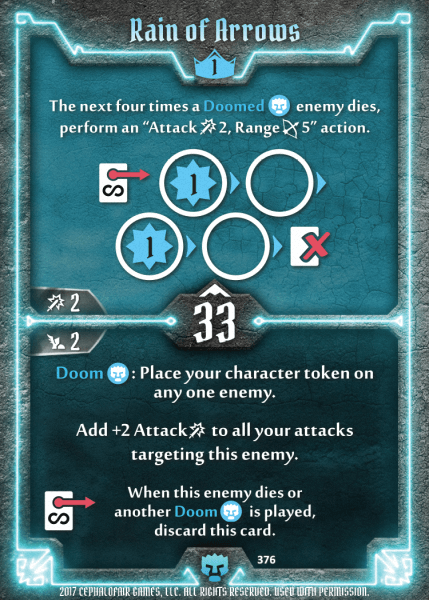 Rain of Arrows
1
The next four times a Doomed enemy dies,
perform an “Attack 2, Range 5” action.
1
1
2
33
2
Doom : Place your character token on
any one enemy.
Add +2 Attack to all your attacks
targeting this enemy.
When this enemy dies or
another Doom is played,
discard this card.
376
2017 CEPHALOFAIR GAMES, LLC. ALL RIGHTS RESERVED. USED WITH PERMISSION.